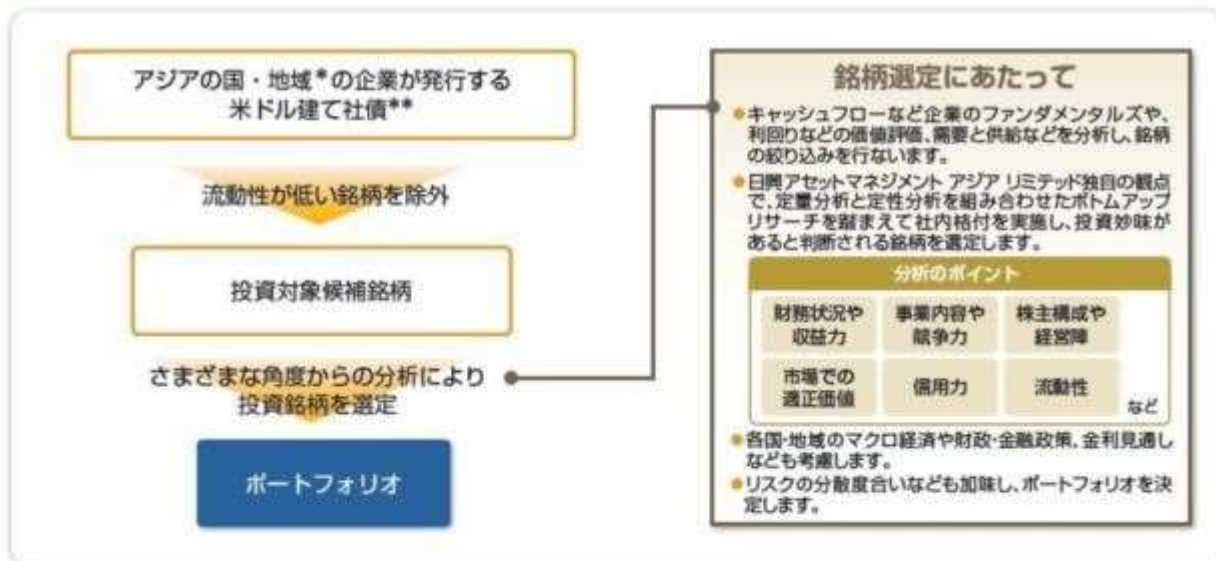 アジアの国・地域*の企業が発行する
米ドル建て社債**
流動性が低い銘柄を除外
投資対象候補銘柄
さまざまな角度からの分析により
投資銘柄を選定
ポートフォリオ
銘柄選定にあたって
●キャッシュフローなど企業のファンダメンタルズや、
利回りなどの価値評価、需要と供給などを分析し、銘柄
の絞り込みを行ないます。
●日興アセットマネジメント アジア リミテッド独自の観点
で、定量分析と定性分析を組み合わせたボトムアップ
リサーチを踏まえて社内格付を実施し、投資妙味が
あると判断される銘柄を選定します。
分析のポイント
財務状況や
収益力
事業内容や
競争力
株主構成や
経営陣
市場での
適正価値
信用力
流動性
など
●各国・地域のマクロ経済や財政・金融政策、金利見通し
なども考慮します。
●リスクの分散度合いなども加味し、ポートフォリオを決
定します。